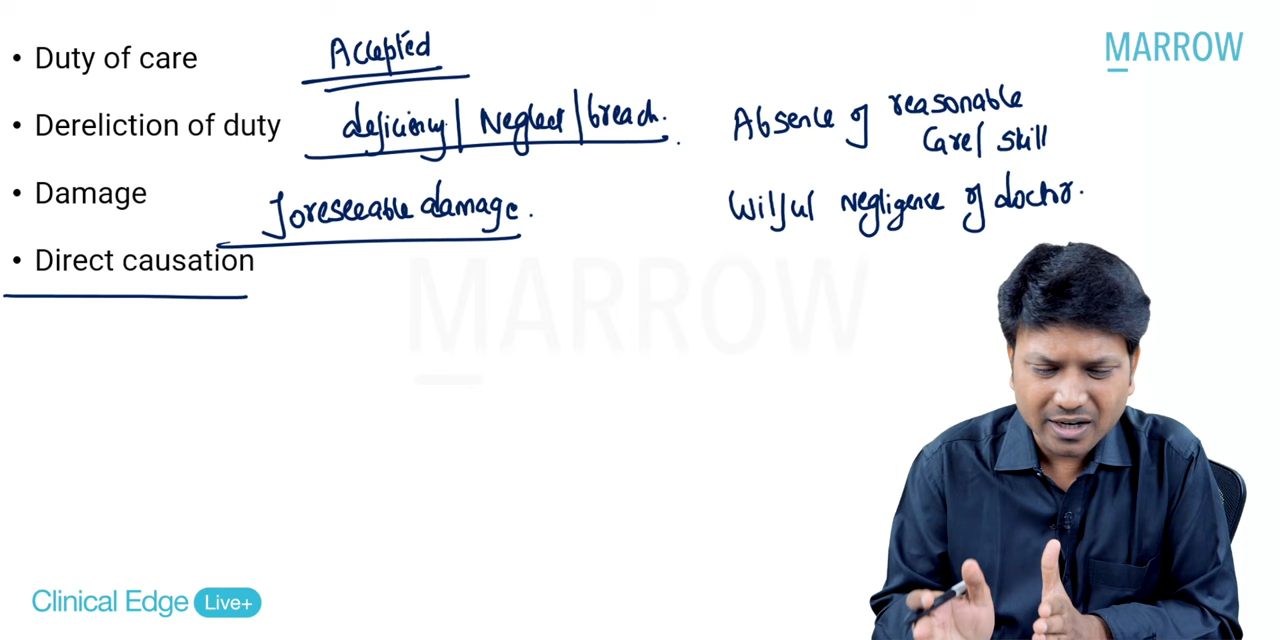 MARROW
• Duty of care Accepted
• Dereliction of duty deficiency / Neglect / breach. Absence of reasonable
care / skill
• Damage foreseeable damage. Wilful negligence of doctor.
• Direct causation
MARROW
Clinical Edge Live+